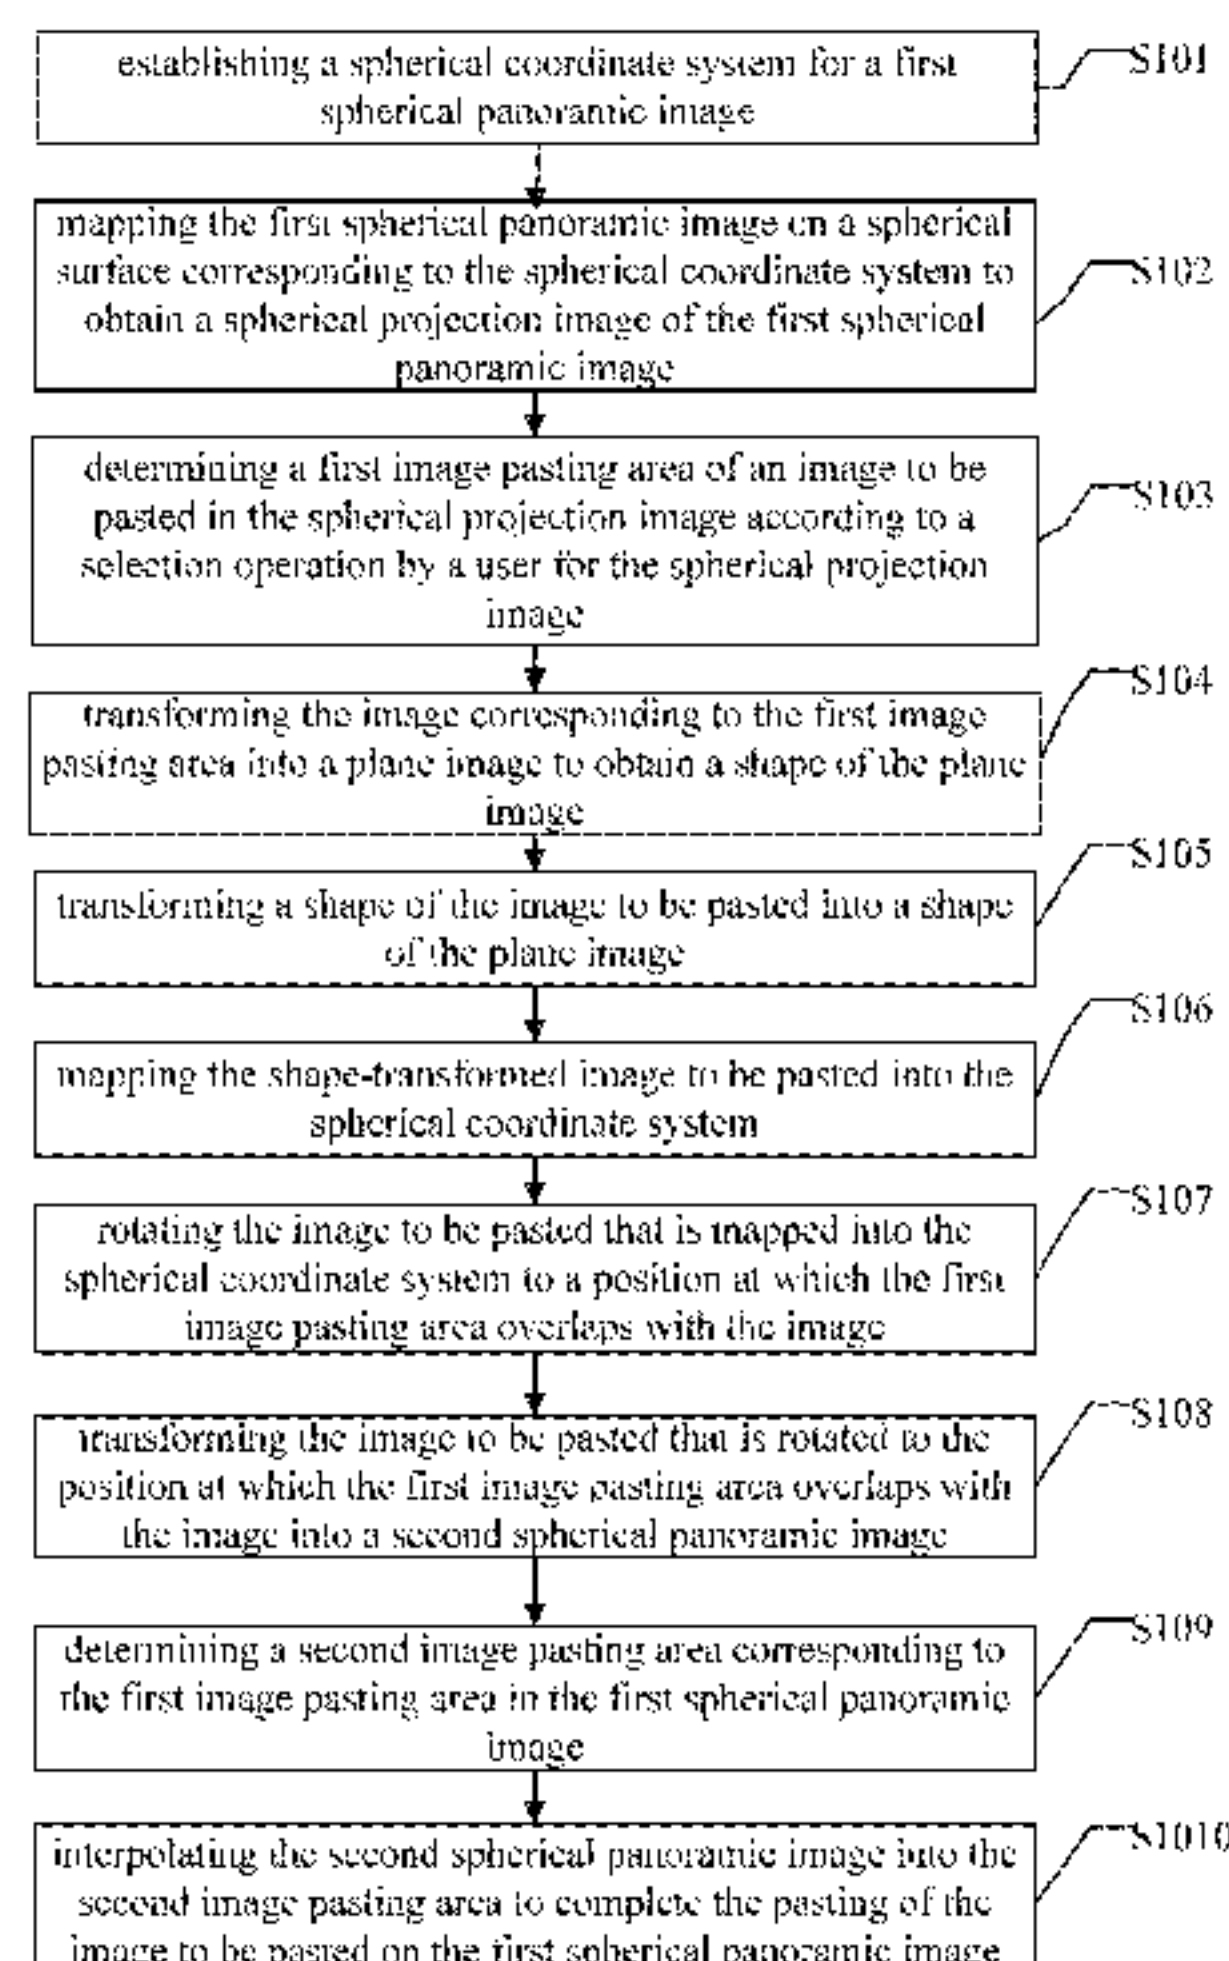 establishing a spherical coordinate system for a first
spherical panoramic image
S101
mapping the first spherical panoramic image on a spherical
surface corresponding to the spherical coordinate system to
obtain a spherical projection image of the first spherical
panoramic image
S102
determining a first image pasting area of an image to be
pasted in the spherical projection image according to a
selection operation by a user for the spherical projection
image
S103
transforming the image corresponding to the first image
pasting area into a plane image to obtain a shape of the plane
image
S104
transforming a shape of the image to be pasted into a shape
of the plane image
S105
mapping the shape-transformed image to be pasted into the
spherical coordinate system
S106
rotating the image to be pasted that is mapped into the
spherical coordinate system to a position at which the first
image pasting area overlaps with the image
S107
transforming the image to be pasted that is rotated to the
position at which the first image pasting area overlaps with
the image into a second spherical panoramic image
S108
determining a second image pasting area corresponding to
the first image pasting area in the first spherical panoramic
image
S109
interpolating the second spherical panoramic image into the
second image pasting area to complete the pasting of the
image to be pasted on the first spherical panoramic image
S1010